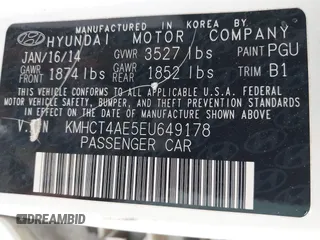 MANUFACTURED IN KOREA BY
HYUNDAI MOTOR COMPANY
JAN/16/14 GVWR 3527 lbs PAINT PGU
GAWR 1874 lbs GAWR 1852 lbs TRIM B1
FRT RR
THIS VEHICLE CONFORMS TO ALL APPLICABLE
FEDERAL MOTOR VEHICLE SAFETY, BUMPER, AND
THEFT PREVENTION STANDARDS IN
EFFECT ON THE DATE OF MANUFACTURE
SHOWN ABOVE.
V.I.N KMHCT4AE5EU649178
PASSENGER CAR
DREAMBID